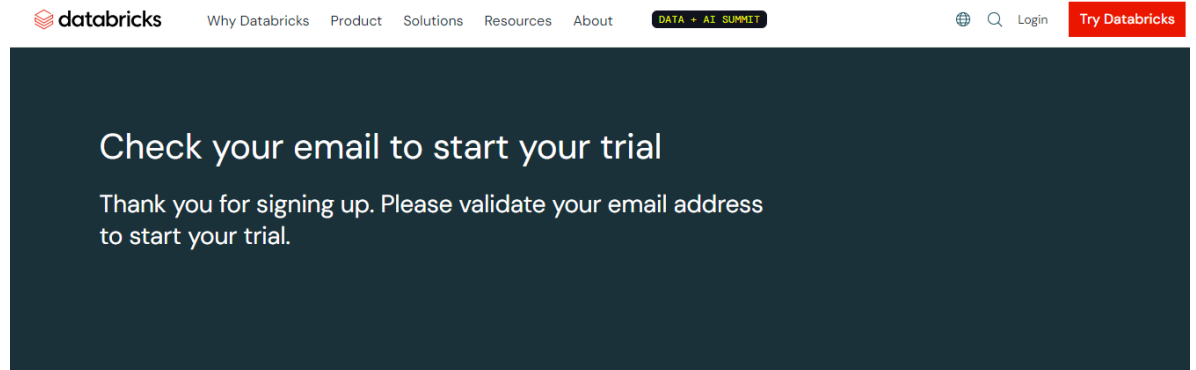 databricks Why Databricks Product Solutions Resources About DATA + AI SUMMIT Login Try Databricks
Check your email to start your trial
Thank you for signing up. Please validate your email address
to start your trial.